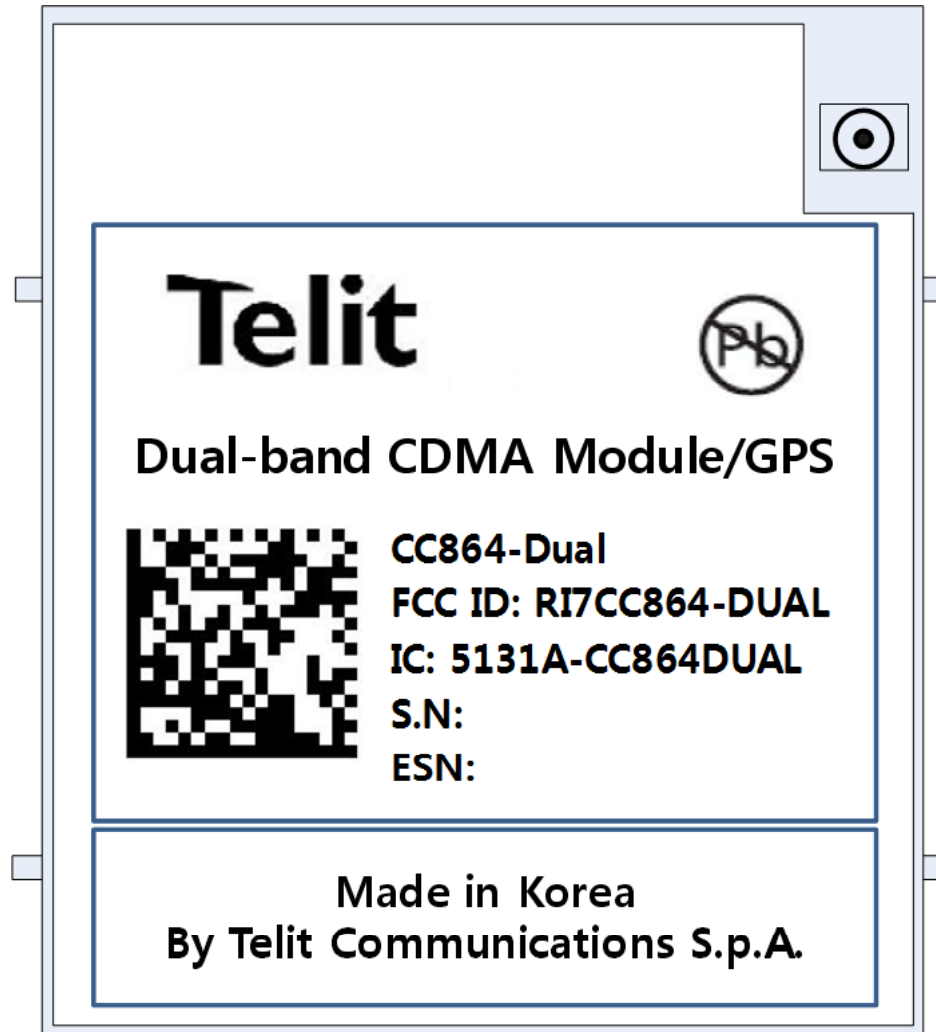 Telit
Pb
Dual-band CDMA Module/GPS
CC864-Dual
FCC ID: RI7CC864-DUAL
IC: 5131A-CC864DUAL
S.N:
ESN:
Made in Korea
By Telit Communications S.p.A.